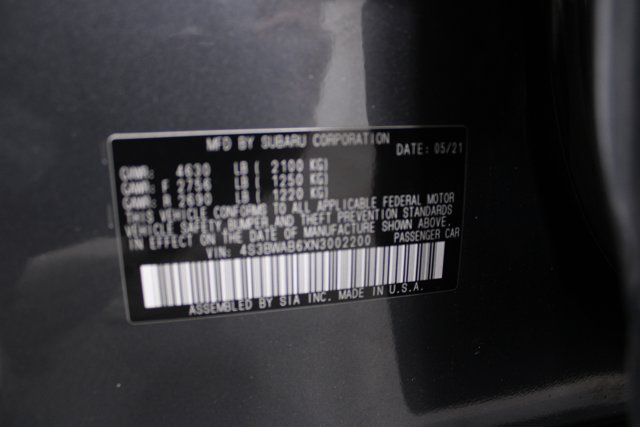 MFD BY SUBARU CORPORATION DATE: 05/21
GVWR: 4630 LB ( 2100 KG)
GAWR: F 2756 LB ( 1250 KG)
GAWR: R 2690 LB ( 1220 KG)
THIS VEHICLE CONFORMS TO ALL APPLICABLE FEDERAL MOTOR
VEHICLE SAFETY, BUMPER, AND THEFT PREVENTION STANDARDS
IN EFFECT ON THE DATE OF MANUFACTURE SHOWN ABOVE.
VIN: 4S3BWAB6XN3002200 PASSENGER CAR
ASSEMBLED BY SIA INC. MADE IN U.S.A.